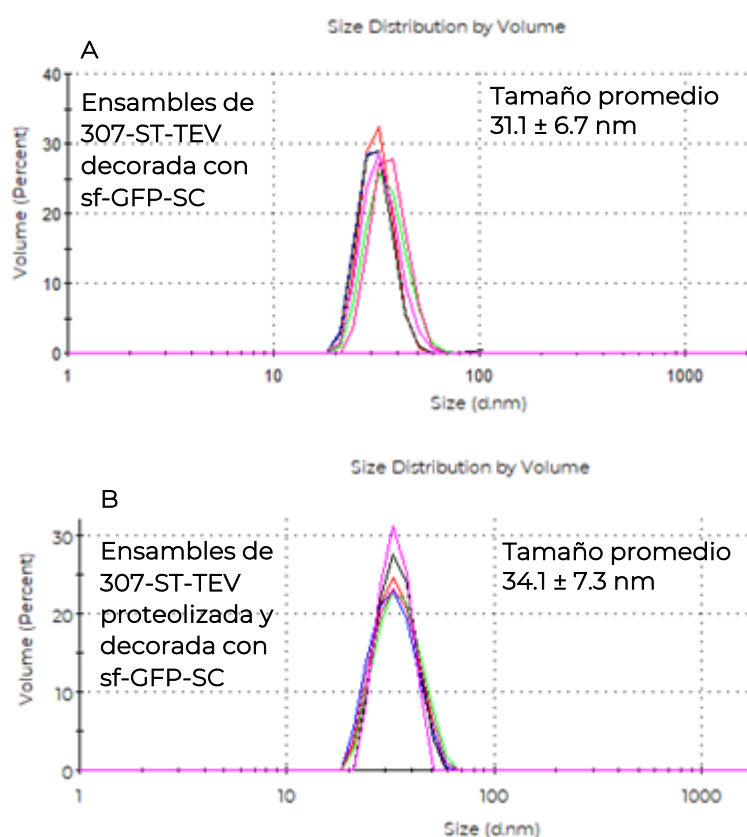 Size Distribution by Volume
A
40
30
20
10
0
Volume (Percent)
Ensambles de
307-ST-TEV
decorada con
sf-GFP-SC
Tamaño promedio
31.1 ± 6.7 nm
1
10
100
1000
Size (d.nm)
Size Distribution by Volume
B
30
20
10
0
Volume (Percent)
Ensambles de
307-ST-TEV
proteolizada y
decorada con
sf-GFP-SC
Tamaño promedio
34.1 ± 7.3 nm
1
10
100
1000
Size (d.nm)